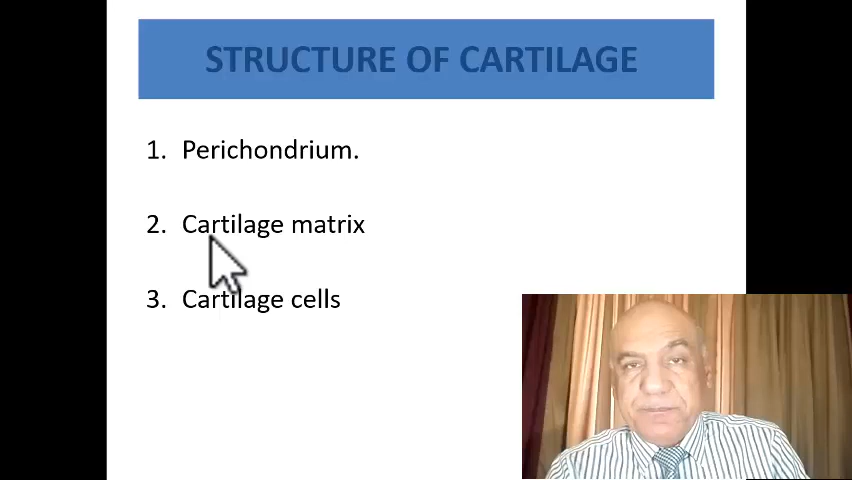 STRUCTURE OF CARTILAGE
1. Perichondrium.
2. Cartilage matrix
3. Cartilage cells